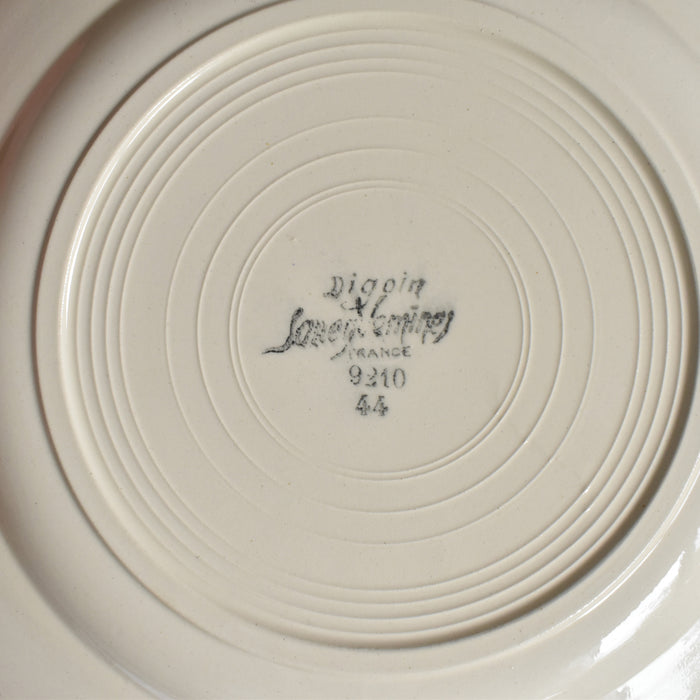 Digoin
&
Sarreguemines
FRANCE
9210
44